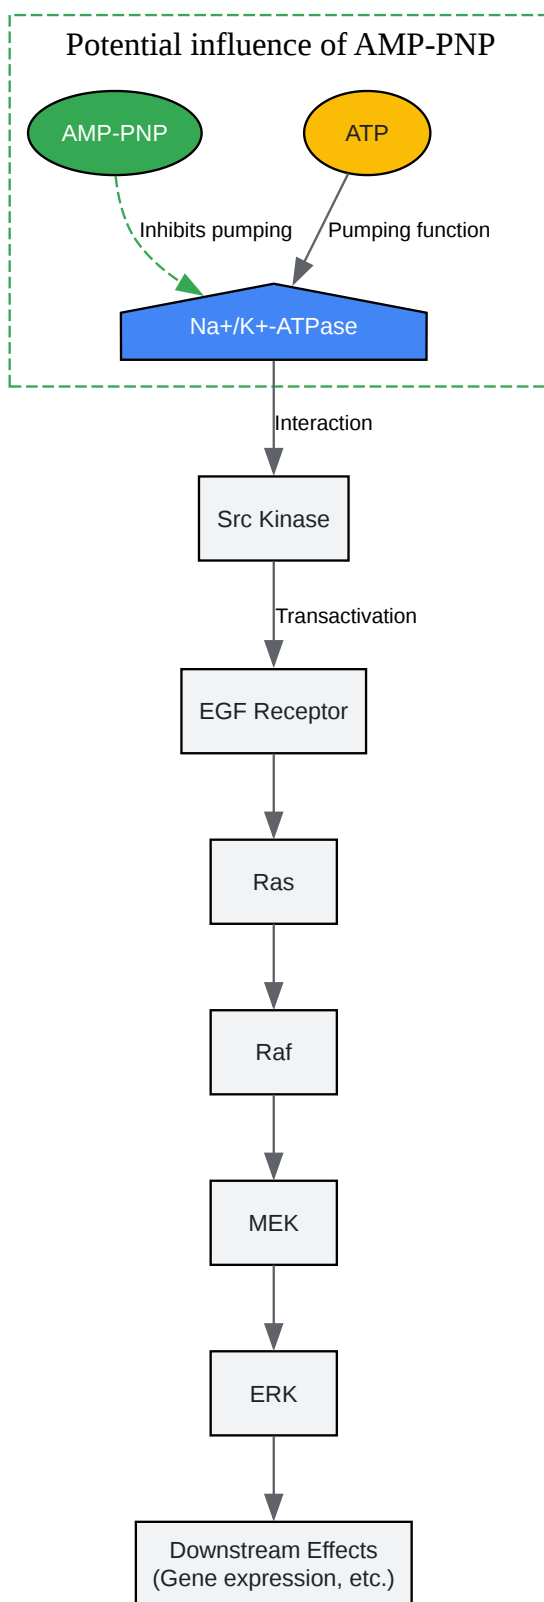 Potential influence of AMP-PNP
AMP-PNP
ATP
Inhibits pumping
Pumping function
Na+/K+-ATPase
Interaction
Src Kinase
Transactivation
EGF Receptor
Ras
Raf
MEK
ERK
Downstream Effects
(Gene expression, etc.)